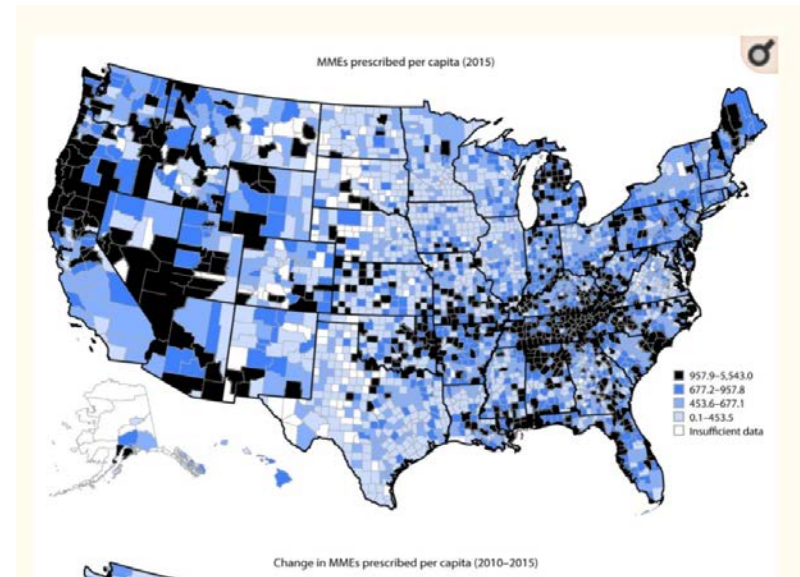 MMEs prescribed per capita (2015)
957.9–5,543.0
677.2–957.8
453.6–677.1
0.1–453.5
Insufficient data
Change in MMEs prescribed per capita (2010–2015)